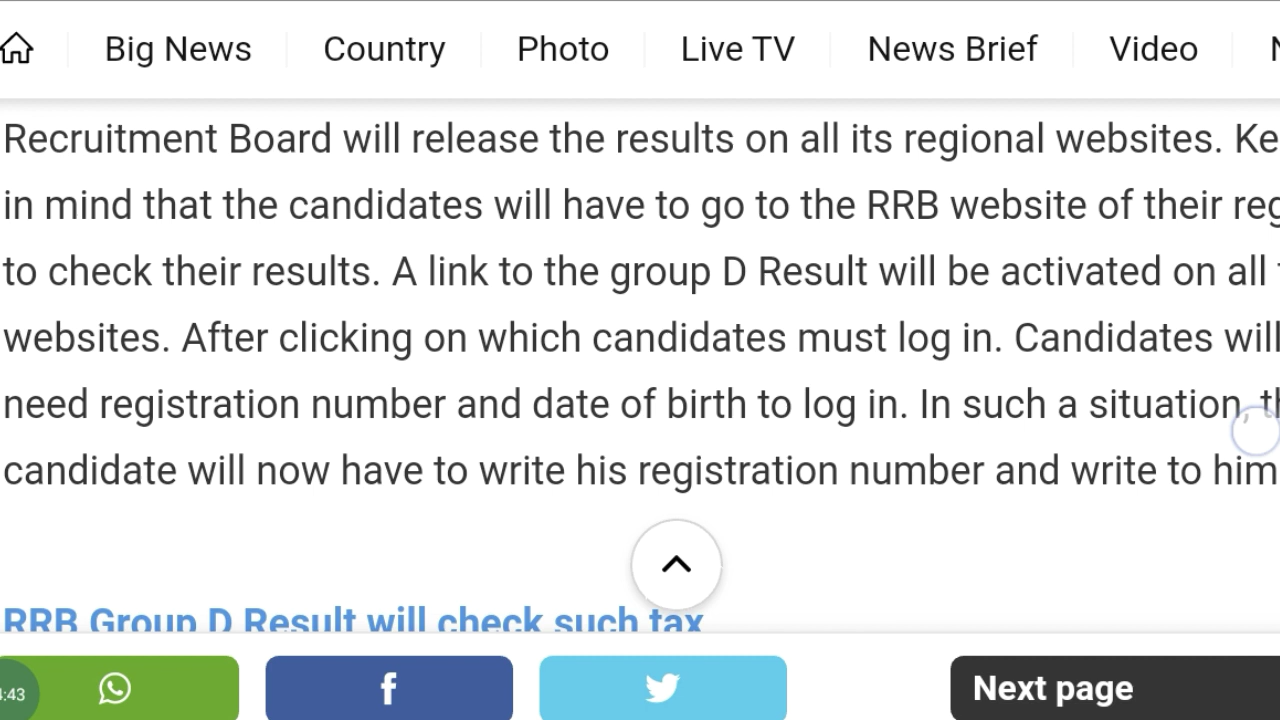 Big News Country Photo Live TV News Brief Video
Recruitment Board will release the results on all its regional websites.
in mind that the candidates will have to go to the RRB website of their
to check their results. A link to the group D Result will be activated on all
websites. After clicking on which candidates must log in. Candidates will
need registration number and date of birth to log in. In such a situation,
candidate will now have to write his registration number and write to him
RRB Group D Result will check such tax
:43
f
Next page